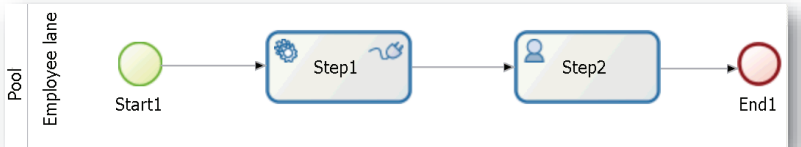 Pool
Employee lane
Start1
Step1
Step2
End1